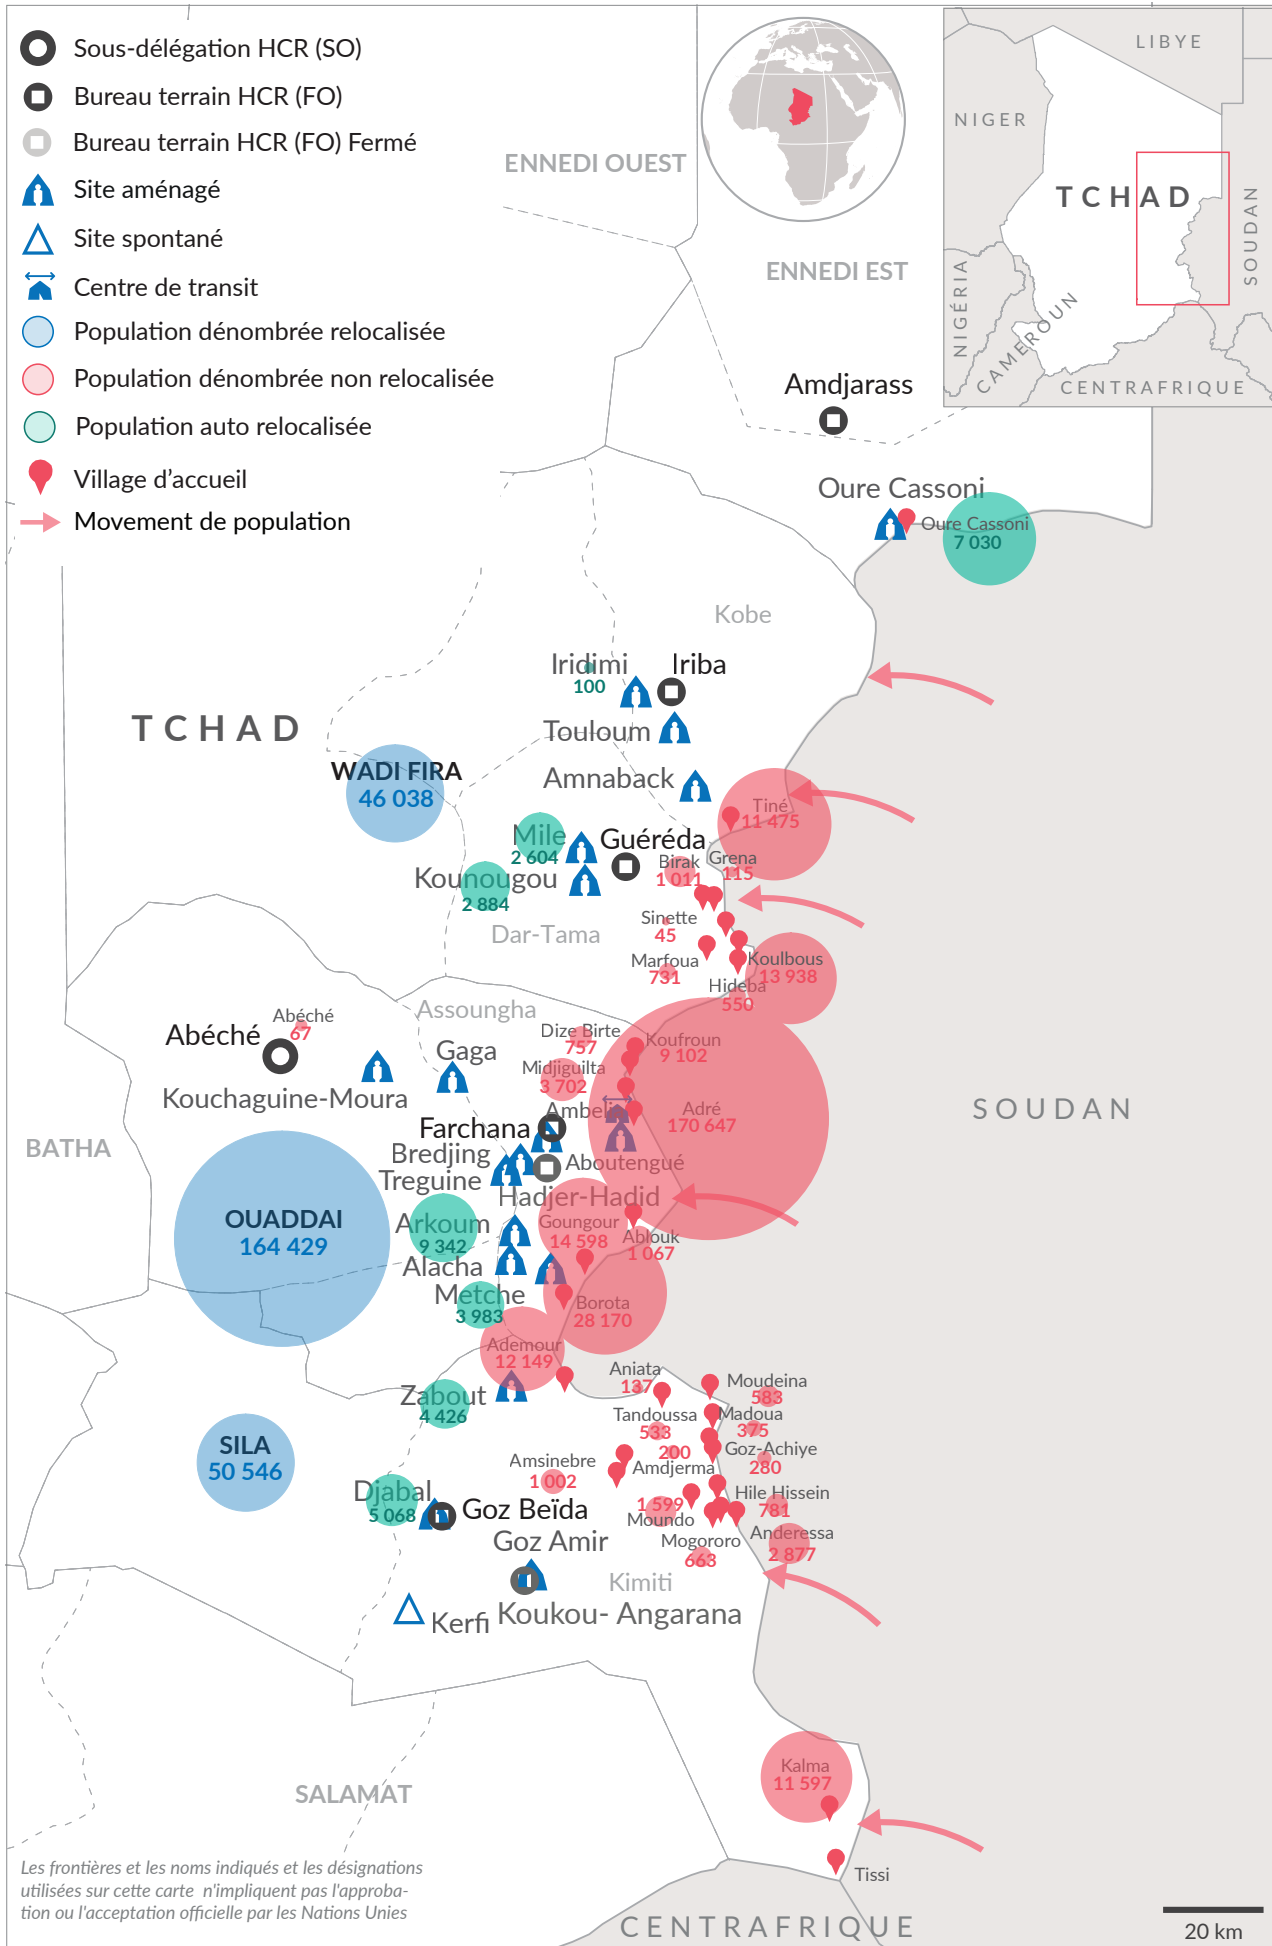 Sous-délégation HCR (SO)
Bureau terrain HCR (FO)
Bureau terrain HCR (FO) Fermé
Site aménagé
Site spontané
Centre de transit
Population dénombrée relocalisée
Population dénombrée non relocalisée
Population auto relocalisée
Village d'accueil
Movement de population
LIBYE
NIGER
TCHAD
SOUDAN
NIGÉRIA
CAMEROUN
CENTRAFRIQUE
ENNEDI OUEST
ENNEDI EST
Amdjarass
Oure Cassoni
Oure Cassoni
7 030
Kobe
Iridimi
100
Iriba
Touloum
TCHAD
WADI FIRA
46 038
Amnaback
Tiné
11 475
Mile
2 604
Guéréda
Birak
1 011
Grena
115
Kounougou
2 884
Sinette
45
Dar-Tama
Marfoua
731
Koulbous
13 938
Hideba
550
Assoungha
Abéché
67
Abéché
Dize Birte
757
Koufroun
9 102
Gaga
Midjiguilta
3 702
Kouchaguine-Moura
Ambelia
Adré
170 647
SOUDAN
Farchana
BATHA
Bredjing
Aboutengué
Treguine
Hadjer-Hadid
OUADDAI
164 429
Arkoum
9 342
Goungour
14 598
Ablouk
1 067
Alacha
Metche
3 983
Borota
28 170
Ademour
12 149
Aniata
137
Moudeina
583
Zabout
4 426
Tandoussa
533
Madoua
375
SILA
50 546
200
Amdjerma
Goz-Achiye
280
Amsinebre
1 002
Djabal
5 068
Goz Beïda
1 599
Moundo
Hile Hissein
781
Goz Amir
Mogororo
663
Anderessa
2 877
Kimiti
Kerfi
Koukou- Angarana
Kalma
11 597
SALAMAT
Tissi
Les frontières et les noms indiqués et les désignations
utilisées sur cette carte n'impliquent pas l'approba-
tion ou l'acceptation officielle par les Nations Unies
CENTRAFRIQUE
20 km